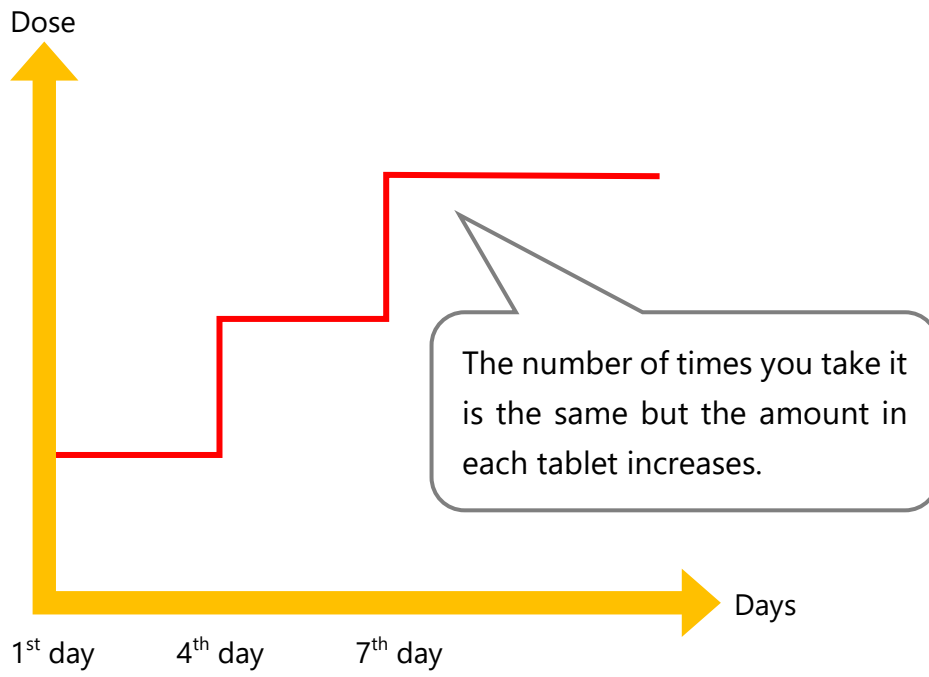 Dose
The number of times you take it
is the same but the amount in
each tablet increases.
Days
1st day 4th day 7th day